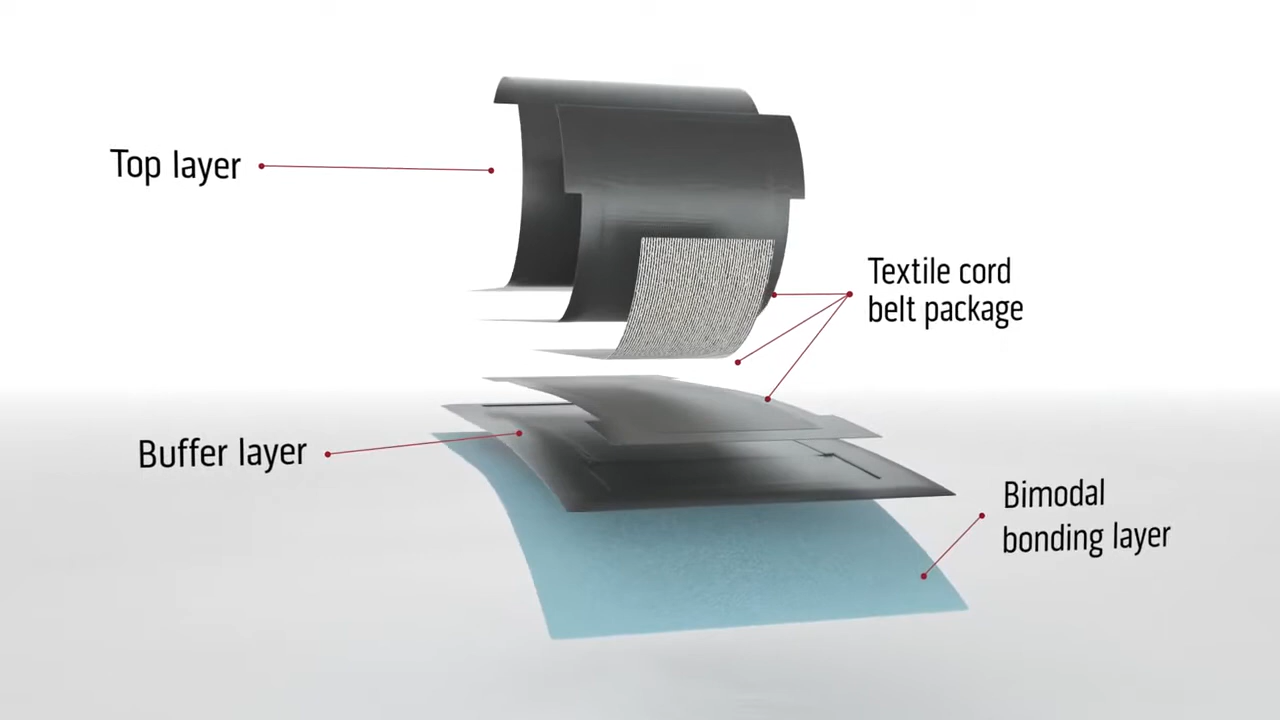 Top layer
Textile cord
belt package
Buffer layer
Bimodal
bonding layer